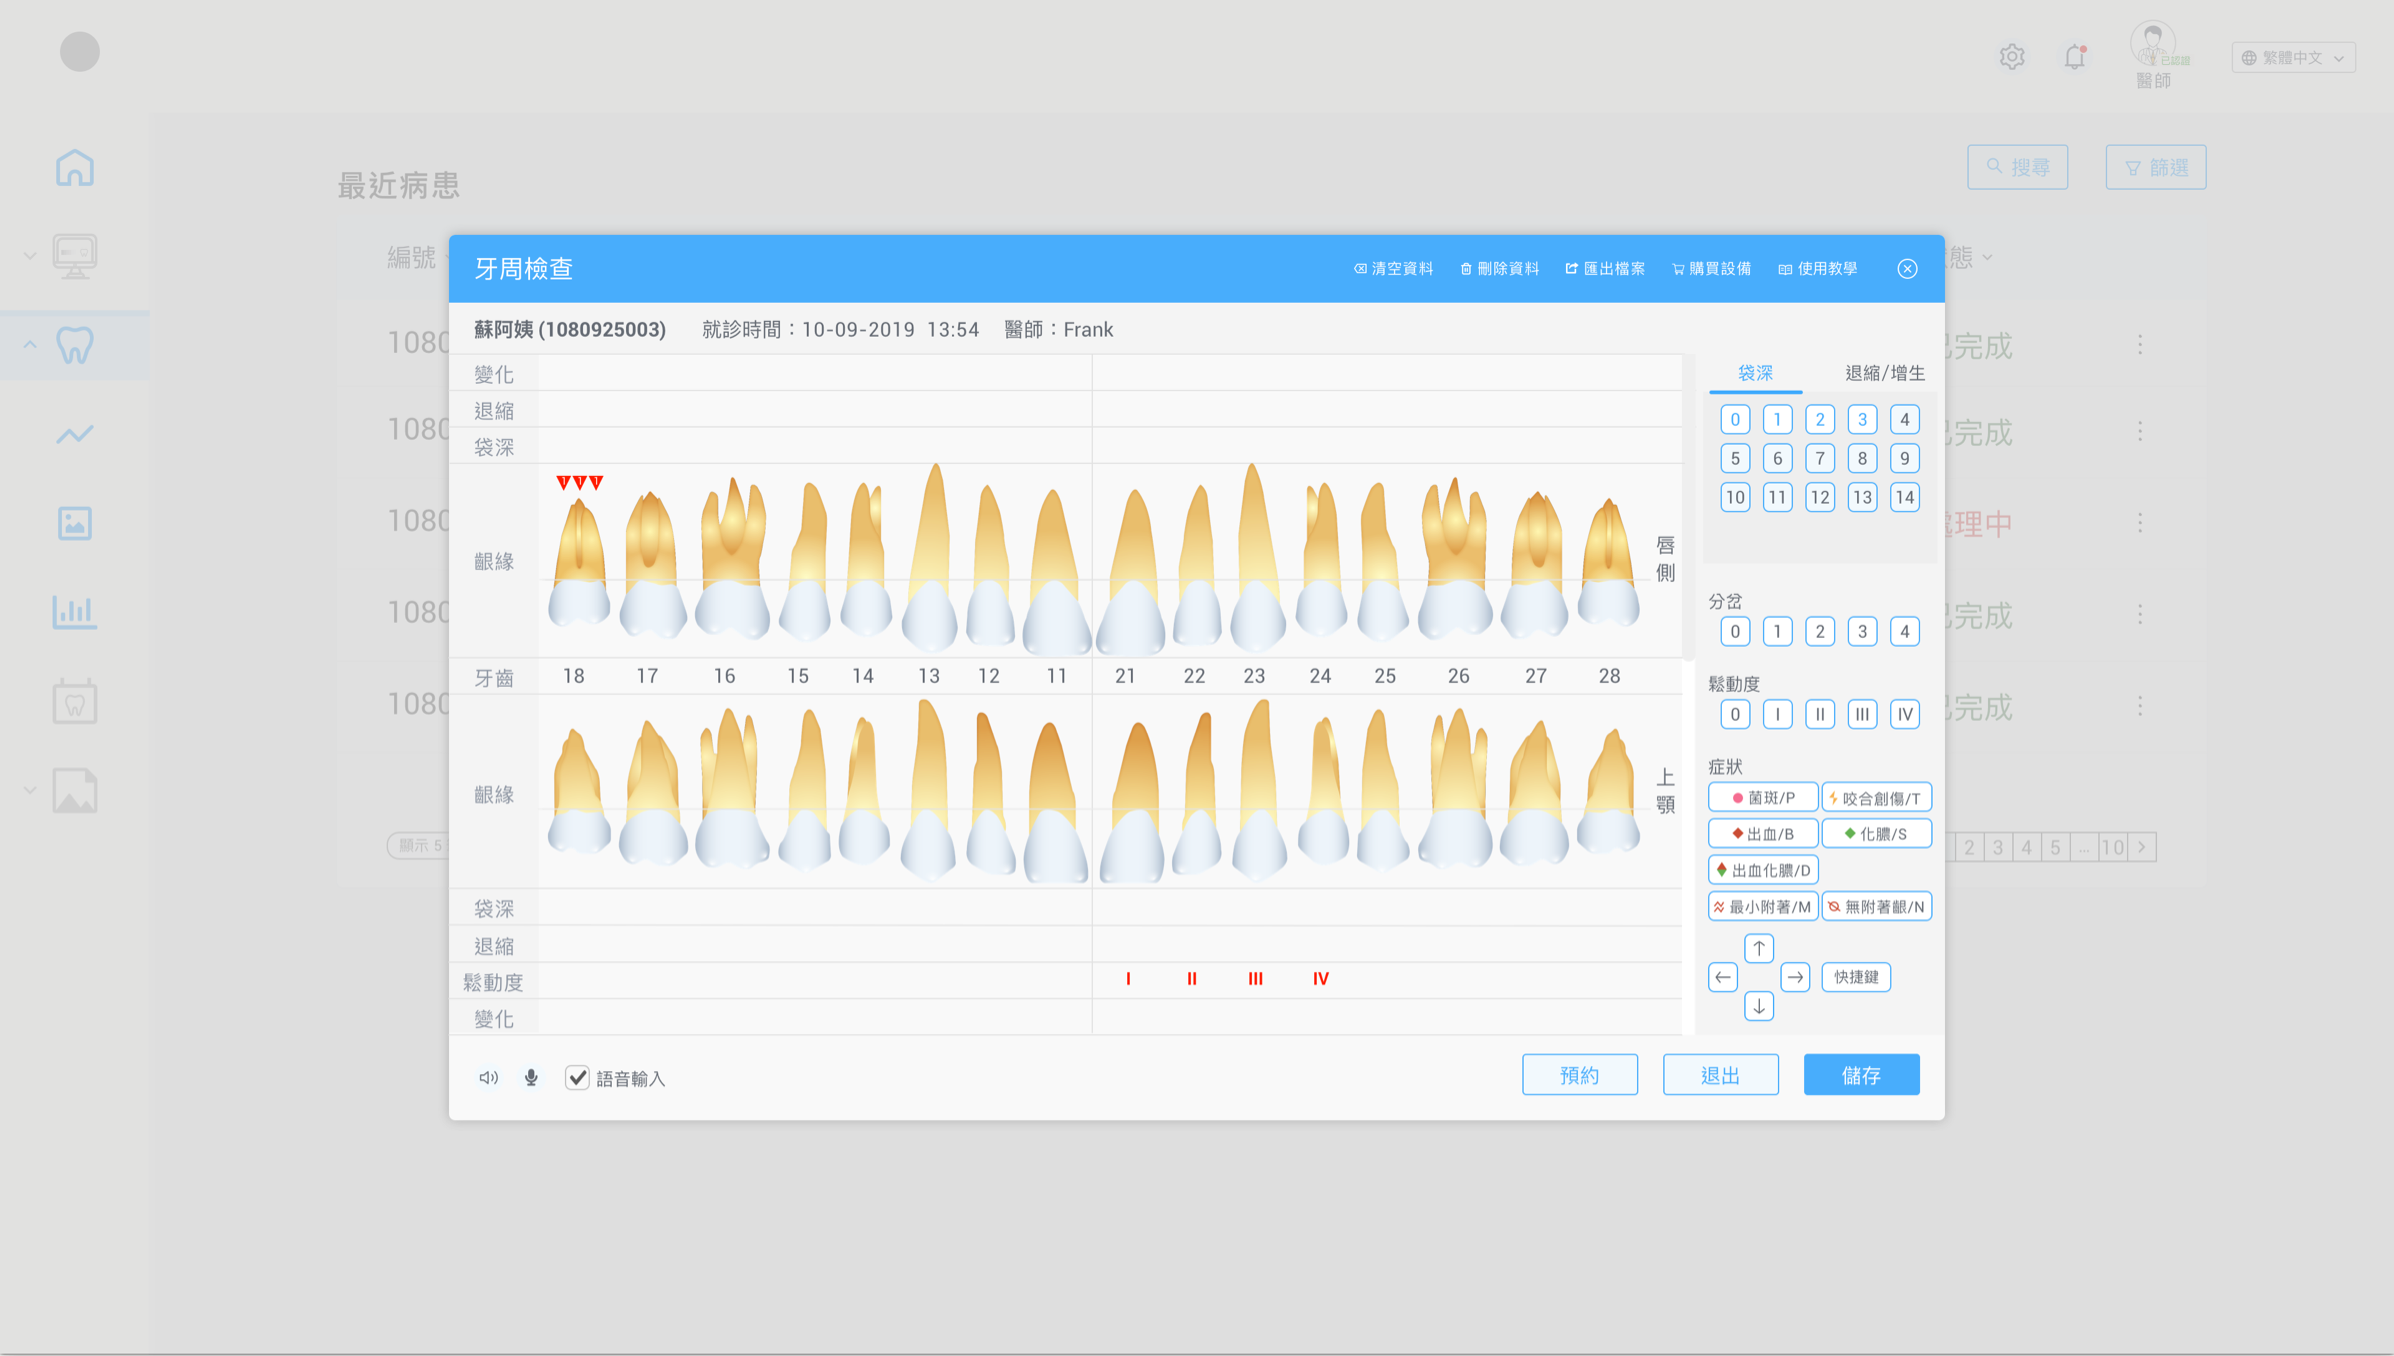 已認證
醫師
繁體中文
最近病患
搜尋
篩選
編號
態
牙周檢查
清空資料
刪除資料
匯出檔案
購買設備
使用教學
蘇阿姨 (1080925003) 就診時間：10-09-2019 13:54 醫師：Frank
1080
完成
1080
完成
1080
理中
1080
完成
1080
完成
變化
退縮
袋深
齦緣
唇側
牙齒 18 17 16 15 14 13 12 11 21 22 23 24 25 26 27 28
齦緣
上顎
袋深
退縮
鬆動度 I II III IV
變化
袋深 退縮/增生
0 1 2 3 4
5 6 7 8 9
10 11 12 13 14
分岔
0 1 2 3 4
鬆動度
0 I II III IV
症狀
菌斑/P 咬合創傷/T
出血/B 化膿/S
出血化膿/D
最小附著/M 無附著齦/N
快捷鍵
顯示 5
2 3 4 5 ... 10 >
語音輸入
預約
退出
儲存